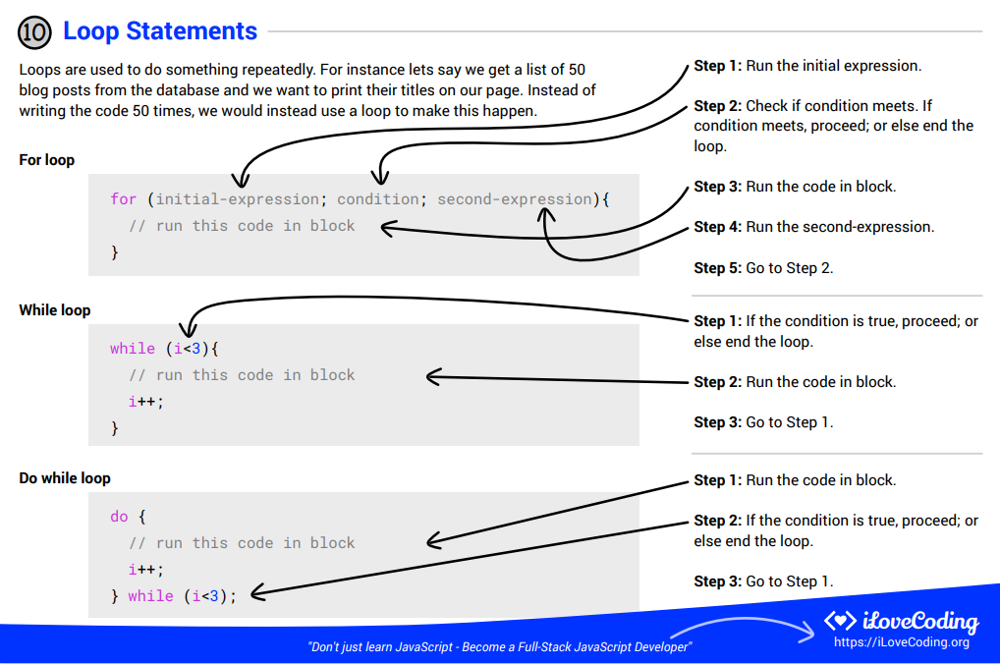 10 Loop Statements
Loops are used to do something repeatedly. For instance lets say we get a list of 50
blog posts from the database and we want to print their titles on our page. Instead of
writing the code 50 times, we would instead use a loop to make this happen.
For loop
for (initial-expression; condition; second-expression){
// run this code in block
}
Step 1: Run the initial expression.
Step 2: Check if condition meets. If
condition meets, proceed; or else end the
loop.
Step 3: Run the code in block.
Step 4: Run the second-expression.
Step 5: Go to Step 2.
While loop
while (i<3){
// run this code in block
i++;
}
Step 1: If the condition is true, proceed; or
else end the loop.
Step 2: Run the code in block.
Step 3: Go to Step 1.
Do while loop
do {
// run this code in block
i++;
} while (i<3);
Step 1: Run the code in block.
Step 2: If the condition is true, proceed; or
else end the loop.
Step 3: Go to Step 1.
"Don't just learn JavaScript - Become a Full-Stack JavaScript Developer"
iLoveCoding
https://iLoveCoding.org